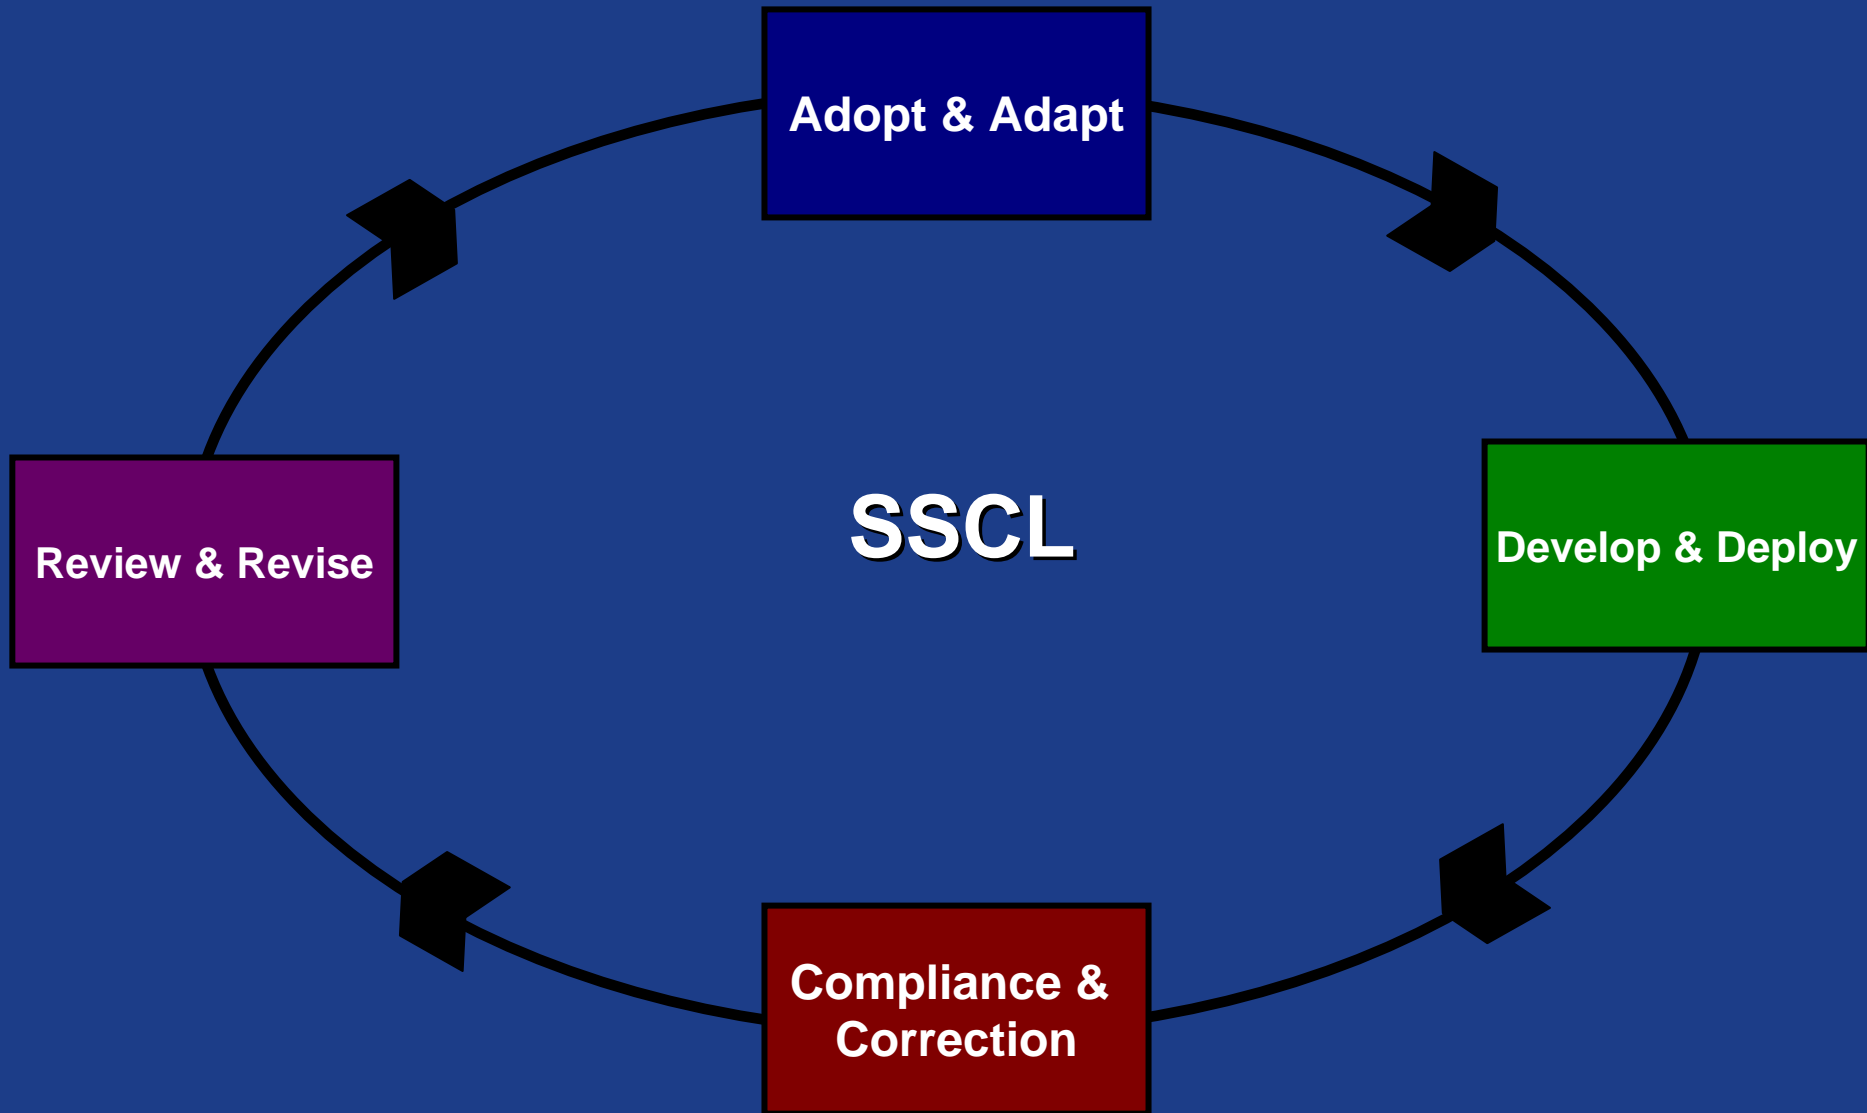 Adopt & Adapt
SSCL
Develop & Deploy
Review & Revise
Compliance &
Correction